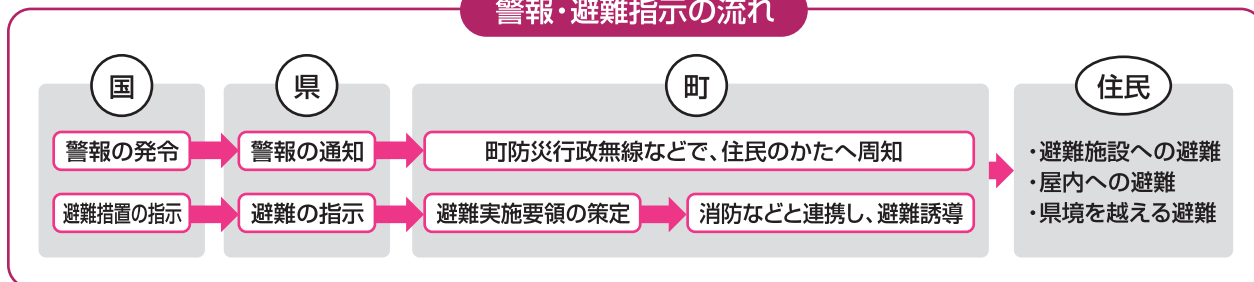 警報・避難指示の流れ
国
県
町
住民
警報の発令
警報の通知
町防災行政無線などで、住民のかたへ周知
避難措置の指示
避難の指示
避難実施要領の策定
消防などと連携し、避難誘導
・避難施設への避難
・屋内への避難
・県境を越える避難